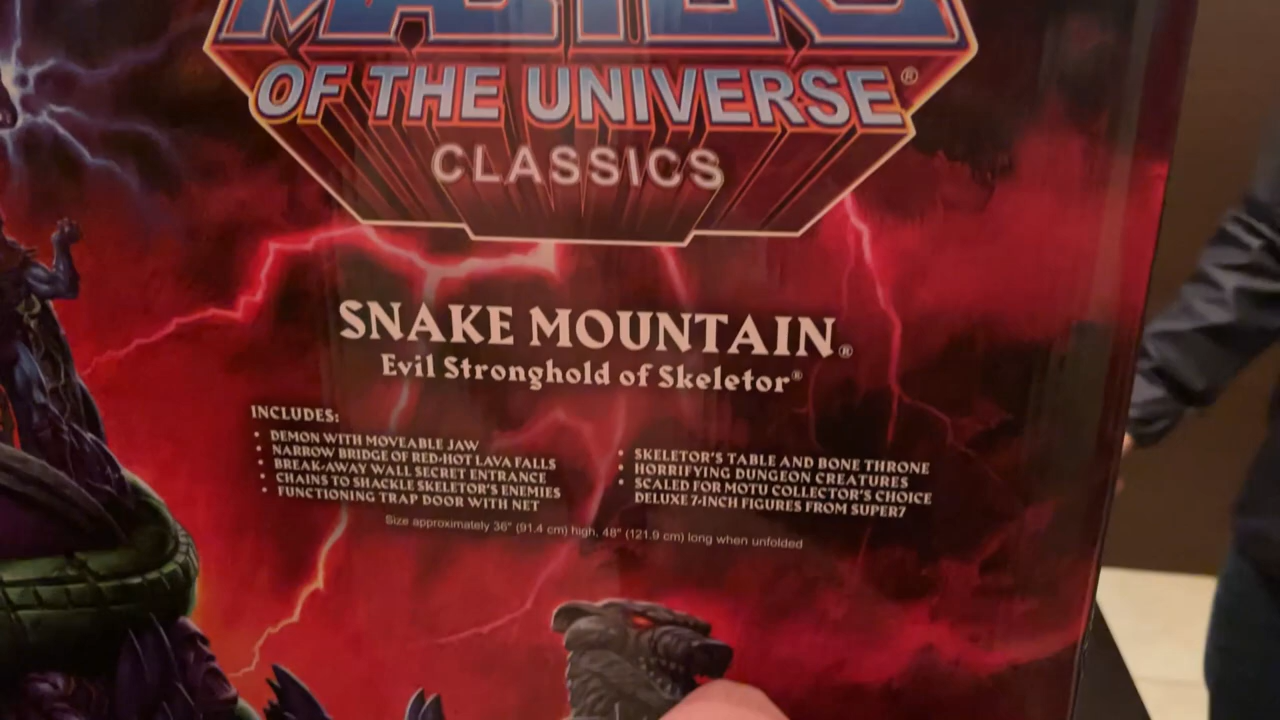 MASTERS
OF THE UNIVERSE®
CLASSICS
SNAKE MOUNTAIN®
Evil Stronghold of Skeletor®
INCLUDES:
• DEMON WITH MOVEABLE JAW
• NARROW BRIDGE OF RED-HOT LAVA FALLS
• BREAK-AWAY WALL SECRET ENTRANCE
• CHAINS TO SHACKLE SKELETOR'S ENEMIES
• FUNCTIONING TRAP DOOR WITH NET
• SKELETOR'S TABLE AND BONE THRONE
• HORRIFYING DUNGEON CREATURES
• SCALED FOR MOTU COLLECTOR'S CHOICE
DELUXE 7-INCH FIGURES FROM SUPER7
Size approximately 36" (91.4 cm) high, 48" (121.9 cm) long when unfolded